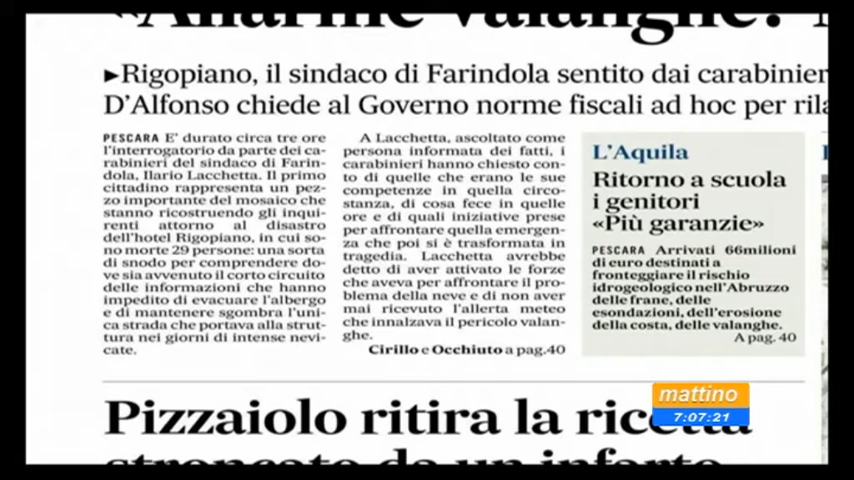 «Allarme valanghe?
►Rigopiano, il sindaco di Farindola sentito dai carabinier
D'Alfonso chiede al Governo norme fiscali ad hoc per rila
PESCARA E' durato circa tre ore
l'interrogatorio da parte dei ca-
rabinieri del sindaco di Farin-
dola, Ilario Lacchetta. Il primo
cittadino rappresenta un pez-
zo importante del mosaico che
stanno ricostruendo gli inqui-
renti attorno al disastro
dell'hotel Rigopiano, in cui so-
no morte 29 persone: una sorta
di snodo per comprendere do-
ve sia avvenuto il corto circuito
delle informazioni che hanno
impedito di evacuare l'albergo
e di mantenere sgombra l'uni-
ca strada che portava alla strut-
tura nei giorni di intense nevi-
cate.
A Lacchetta, ascoltato come
persona informata dei fatti, i
carabinieri hanno chiesto con-
to di quelle che erano le sue
competenze in quella circo-
stanza, di cosa fece in quelle
ore e di quali iniziative prese
per affrontare quella emergen-
za che poi si è trasformata in
tragedia. Lacchetta avrebbe
detto di aver attivato le forze
che aveva per affrontare il pro-
blema della neve e di non aver
mai ricevuto l'allerta meteo
che innalzava il pericolo valan-
ghe.
Cirillo e Occhiuto a pag.40
L'Aquila
Ritorno a scuola
i genitori
«Più garanzie»
PESCARA Arrivati 66milioni
di euro destinati a
fronteggiare il rischio
idrogeologico nell'Abruzzo
delle frane, delle
esondazioni, dell'erosione
della costa, delle valanghe.
A pag. 40
Pizzaiolo ritira la ricetta
stroncato da un infarto
mattino
7:07:21